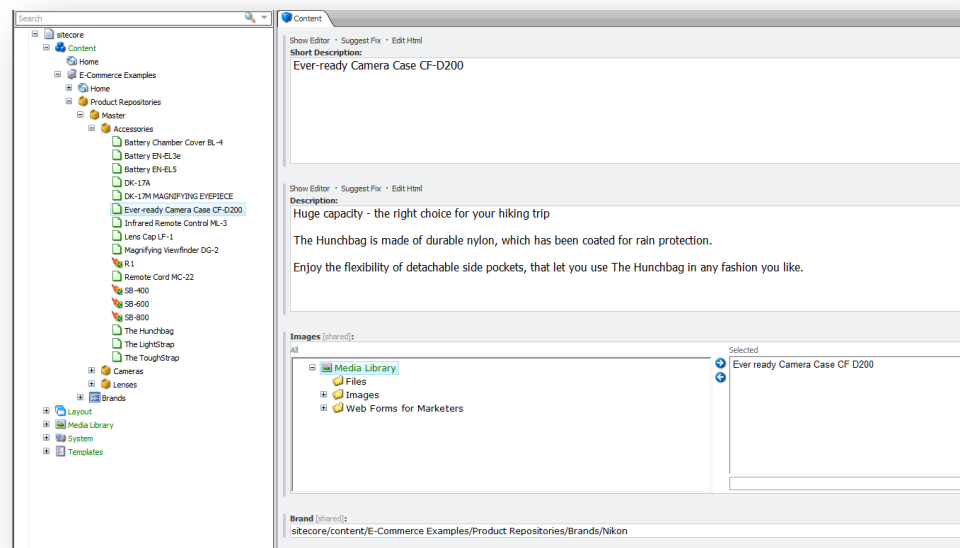 Search
sitecore
Content
Home
E-Commerce Examples
Home
Product Repositories
Master
Accessories
Battery Chamber Cover BL-4
Battery EN-EL3e
Battery EN-EL5
DK-17A
DK-17M MAGNIFYING EYEPIECE
Ever-ready Camera Case CF-D200
Infrared Remote Control ML-3
Lens Cap LF-1
Magnifying Viewfinder DG-2
R1
Remote Cord MC-22
SB-400
SB-600
SB-800
The Hunchbag
The LightStrap
The ToughStrap
Cameras
Lenses
Brands
Layout
Media Library
System
Templates
Content
Show Editor · Suggest Fix · Edit Html
Short Description:
Ever-ready Camera Case CF-D200
Show Editor · Suggest Fix · Edit Html
Description:
Huge capacity - the right choice for your hiking trip
The Hunchbag is made of durable nylon, which has been coated for rain protection.
Enjoy the flexibility of detachable side pockets, that let you use The Hunchbag in any fashion you like.
Images [shared]:
All
Media Library
Files
Images
Web Forms for Marketers
Selected
Ever ready Camera Case CF D200
Brand [shared]:
sitecore/content/E-Commerce Examples/Product Repositories/Brands/Nikon